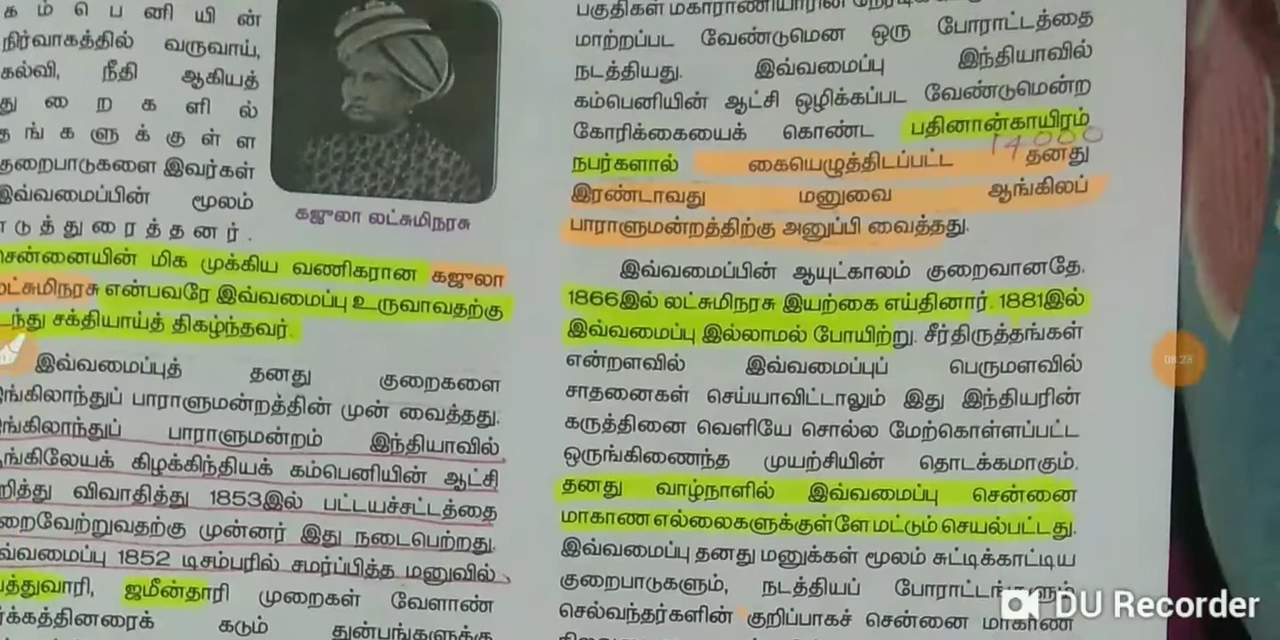 கம்பெனியின்
நிர்வாகத்தில் வருவாய்,
கல்வி, நீதி ஆகியத்
துறைகளில்
தங்களுக்குள்ள
குறைபாடுகளை இவர்கள்
இவ்வமைப்பின் மூலம்
எடுத்துரைத்தனர்.
கஜுலா லட்சுமிநரசு
சென்னையின் மிக முக்கிய வணிகரான கஜுலா
லட்சுமிநரசு என்பவரே இவ்வமைப்பு உருவாவதற்கு
உந்து சக்தியாய்த் திகழ்ந்தவர்.
இவ்வமைப்புத் தனது குறைகளை
இங்கிலாந்துப் பாராளுமன்றத்தின் முன் வைத்தது.
இங்கிலாந்துப் பாராளுமன்றம் இந்தியாவில்
ஆங்கிலேயக் கிழக்கிந்தியக் கம்பெனியின் ஆட்சி
குறித்து விவாதித்து 1853இல் பட்டயச்சட்டத்தை
நிறைவேற்றுவதற்கு முன்னர் இது நடைபெற்றது.
இவ்வமைப்பு 1852 டிசம்பரில் சமர்ப்பித்த மனுவில்
ஜமீன்தாரி முறைகள் வேளாண்
கடும் துன்பங்களுக்கு
பகுதிகள் மகாராணியாரின்
மாற்றப்பட வேண்டுமென ஒரு போராட்டத்தை
நடத்தியது. இவ்வமைப்பு இந்தியாவில்
கம்பெனியின் ஆட்சி ஒழிக்கப்பட வேண்டுமென்ற
கோரிக்கையைக் கொண்ட பதினான்காயிரம்
14000
நபர்களால் கையெழுத்திடப்பட்ட தனது
இரண்டாவது மனுவை ஆங்கிலப்
பாராளுமன்றத்திற்கு அனுப்பி வைத்தது.
இவ்வமைப்பின் ஆயுட்காலம் குறைவானதே.
1866இல் லட்சுமிநரசு இயற்கை எய்தினார். 1881இல்
இவ்வமைப்பு இல்லாமல் போயிற்று. சீர்திருத்தங்கள்
என்றளவில் இவ்வமைப்புப் பெருமளவில்
சாதனைகள் செய்யாவிட்டாலும் இது இந்தியரின்
கருத்தினை வெளியே சொல்ல மேற்கொள்ளப்பட்ட
ஒருங்கிணைந்த முயற்சியின் தொடக்கமாகும்.
தனது வாழ்நாளில் இவ்வமைப்பு சென்னை
மாகாண எல்லைகளுக்குள்ளே மட்டும் செயல்பட்டது.
இவ்வமைப்பு தனது மனுக்கள் மூலம் சுட்டிக்காட்டிய
குறைபாடுகளும், நடத்தியப்
செல்வந்தர்களின் குறிப்பாகச் சென்னை மாகாண
08:28
DU Recorder